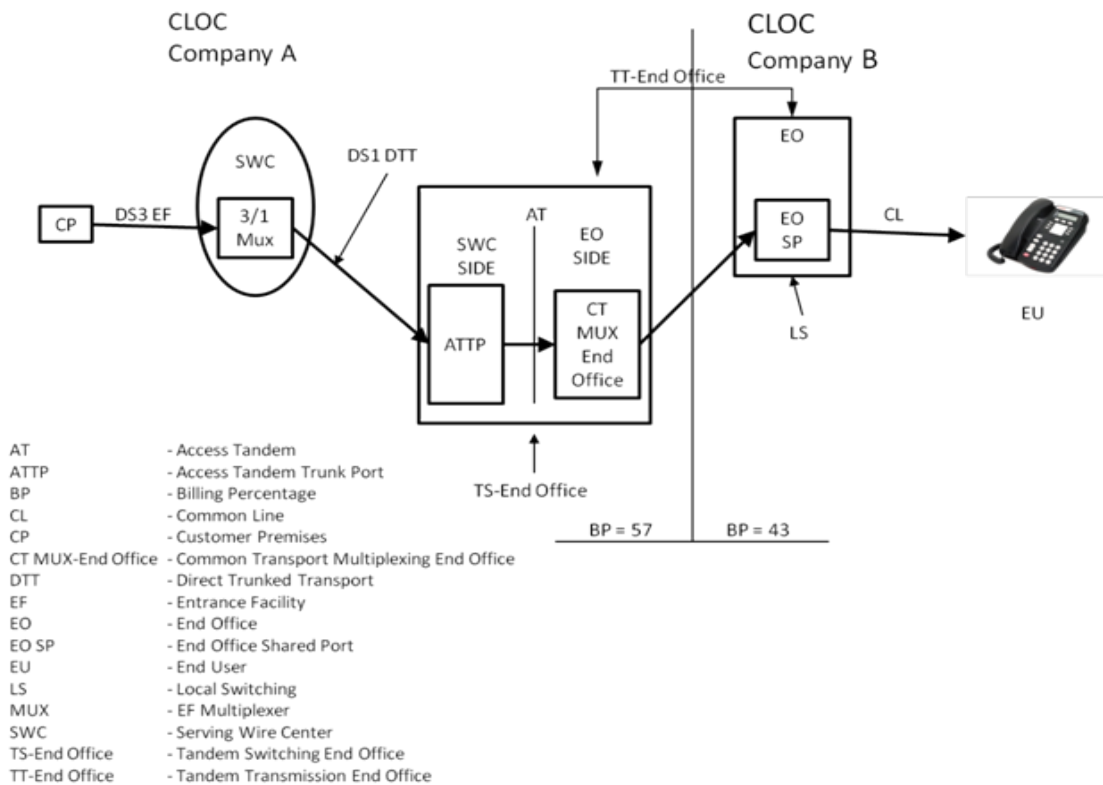 CLOC
Company A
CLOC
Company B
TT-End Office
EO
SWC
DS1 DTT
CP
DS3 EF
3/1
Mux
AT
SWC
SIDE
EO
SIDE
EO
SP
CL
ATTP
CT
MUX
End
Office
LS
EU
TS-End Office
BP = 57
BP = 43
AT - Access Tandem
ATTP - Access Tandem Trunk Port
BP - Billing Percentage
CL - Common Line
CP - Customer Premises
CT MUX-End Office - Common Transport Multiplexing End Office
DTT - Direct Trunked Transport
EF - Entrance Facility
EO - End Office
EO SP - End Office Shared Port
EU - End User
LS - Local Switching
MUX - EF Multiplexer
SWC - Serving Wire Center
TS-End Office - Tandem Switching End Office
TT-End Office - Tandem Transmission End Office